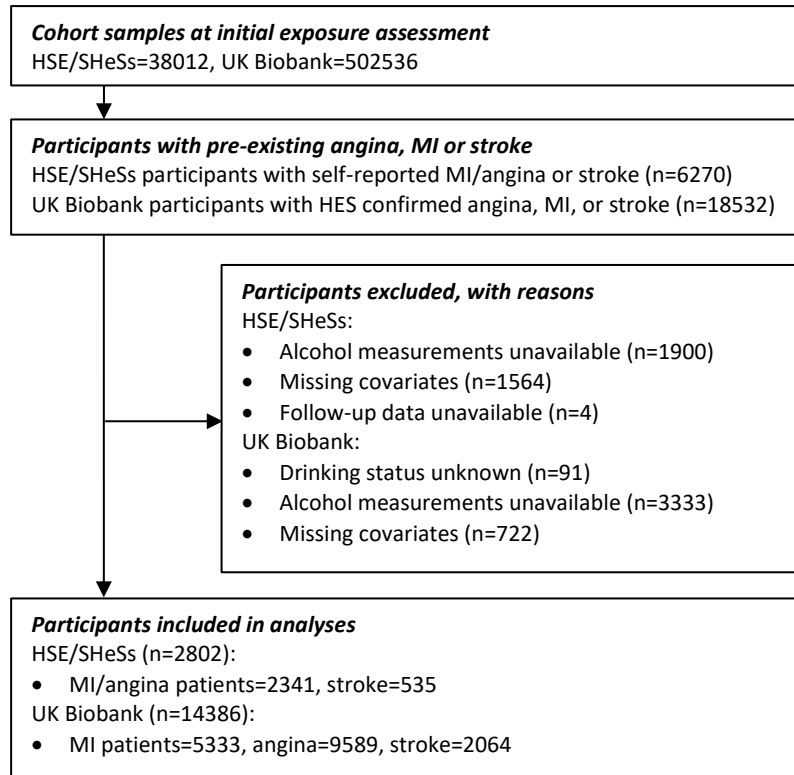 Cohort samples at initial exposure assessment
HSE/SHeSs=38012, UK Biobank=502536
Participants with pre-existing angina, MI or stroke
HSE/SHeSs participants with self-reported MI/angina or stroke (n=6270)
UK Biobank participants with HES confirmed angina, MI, or stroke (n=18532)
Participants excluded, with reasons
HSE/SHeSs:
• Alcohol measurements unavailable (n=1900)
• Missing covariates (n=1564)
• Follow-up data unavailable (n=4)
UK Biobank:
• Drinking status unknown (n=91)
• Alcohol measurements unavailable (n=3333)
• Missing covariates (n=722)
Participants included in analyses
HSE/SHeSs (n=2802):
• MI/angina patients=2341, stroke=535
UK Biobank (n=14386):
• MI patients=5333, angina=9589, stroke=2064